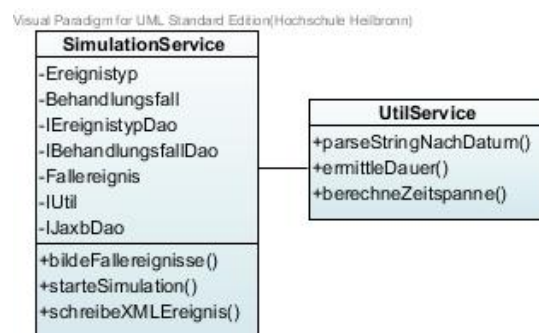 Visual Paradigm for UML Standard Edition(Hochschule Heilbronn)
SimulationService
-Ereignistyp
-Behandlungsfall
-IEreignistypDao
-IBehandlungsfallDao
-Fallereignis
-IUtil
-IJaxbDao
+bildeFallereignisse()
+starteSimulation()
+schreibeXMLEreignis()
UtilService
+parseStringNachDatum()
+ermittleDauer()
+berechneZeitspanne()